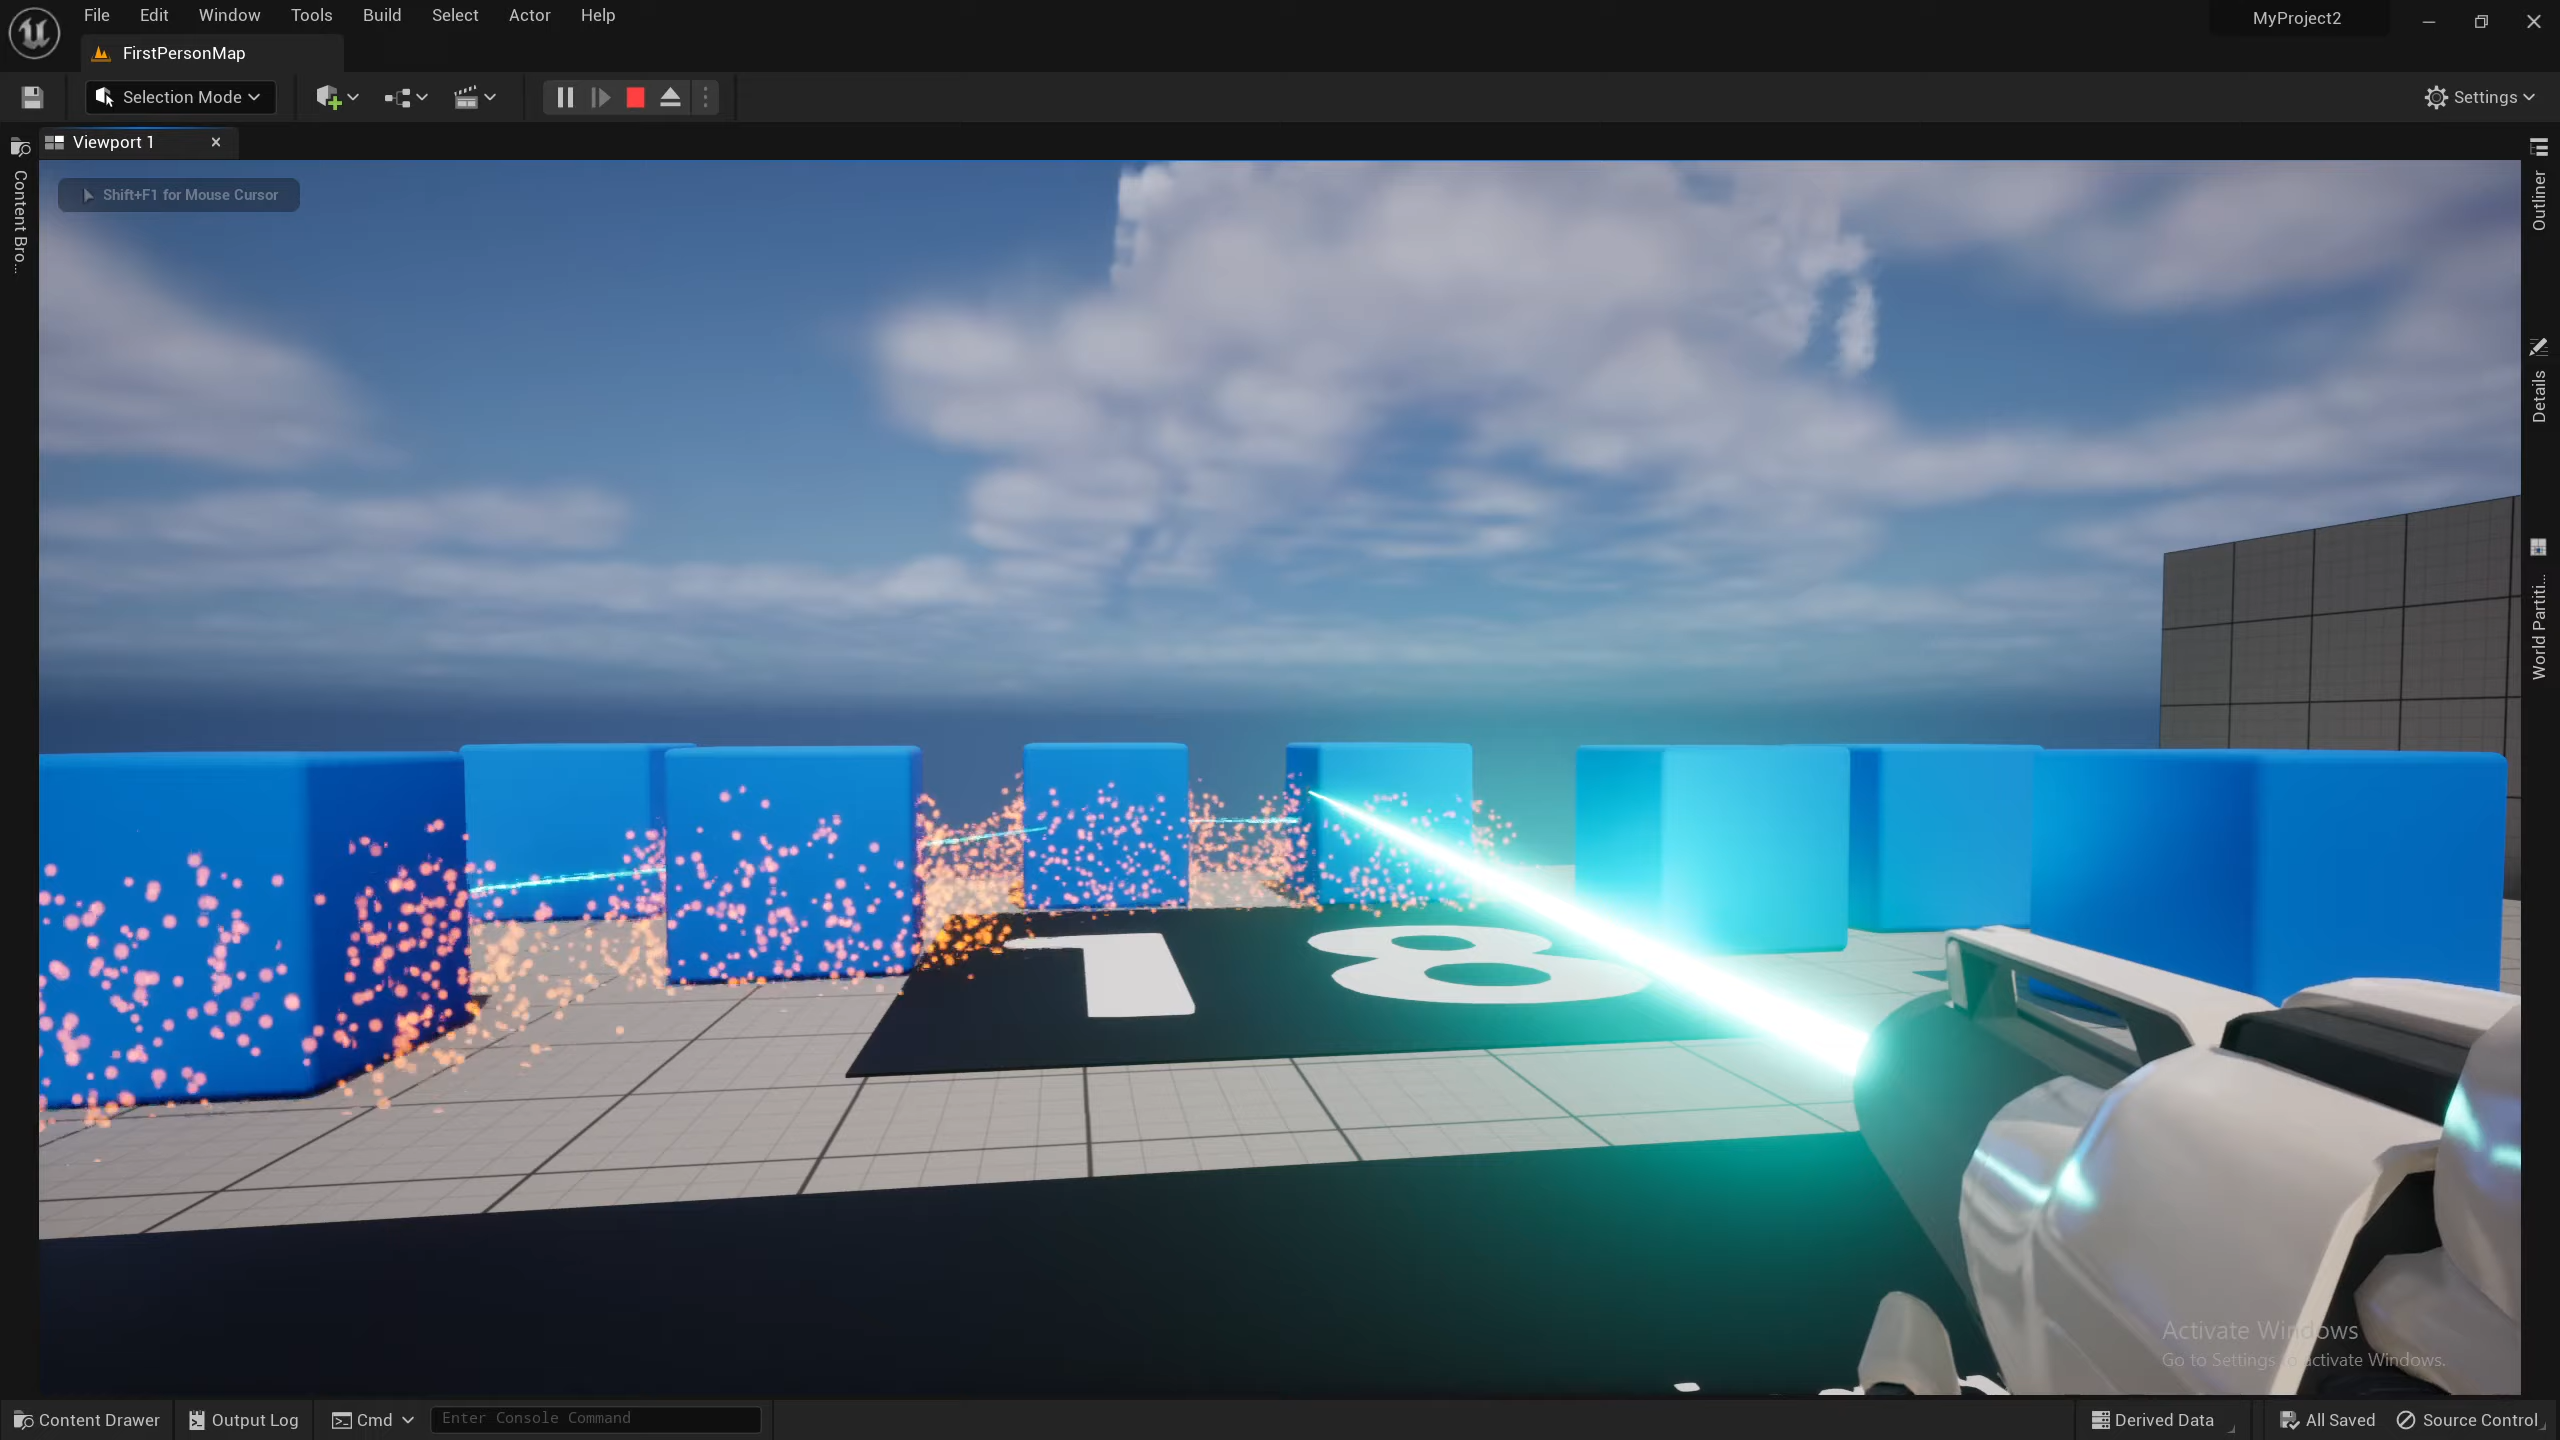 File Edit Window Tools Build Select Actor Help
MyProject2
FirstPersonMap
Selection Mode
Settings
Viewport 1
Shift+F1 for Mouse Cursor
Content Bro...
Outliner
Details
World Partiti...
1 8
Activate Windows
Go to Settings to activate Windows.
Content Drawer
Output Log
Cmd
Enter Console Command
Derived Data
All Saved
Source Control